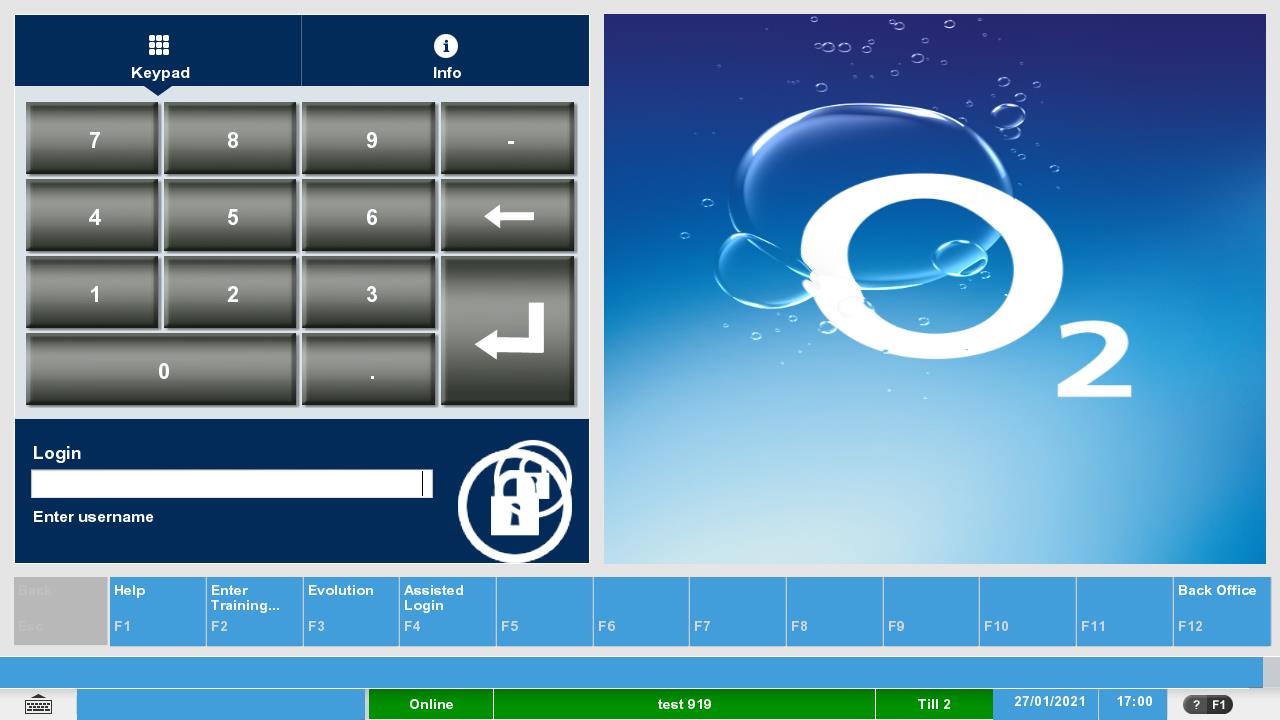 Keypad
Info
7 8 9 -
4 5 6
1 2 3
0 .
Login
Enter username
O2
Back
Help
Enter Training...
Evolution
Assisted Login
Back Office
Esc
F1
F2
F3
F4
F5
F6
F7
F8
F9
F10
F11
F12
Online
test 919
Till 2
27/01/2021
17:00
? F1